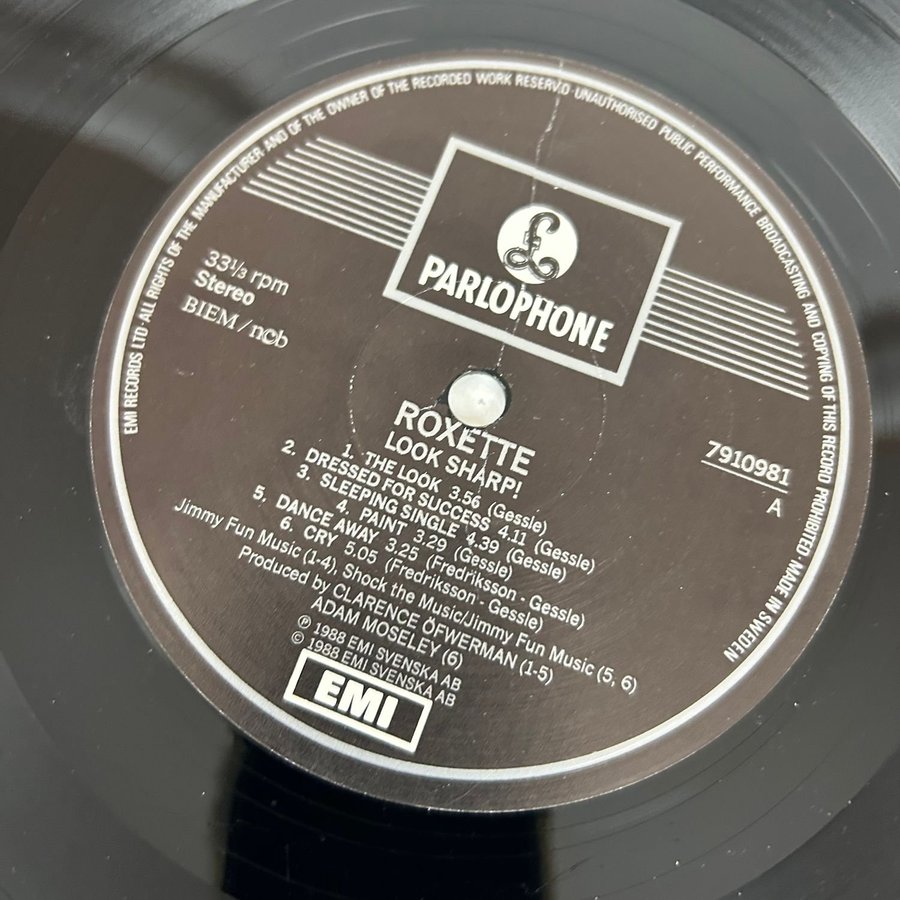 EMI RECORDS LTD · ALL RIGHTS OF THE MANUFACTURER AND OF THE OWNER OF THE RECORDED WORK RESERVD · UNAUTHORISED PUBLIC PERFORMANCE BROADCASTING AND COPYING OF THIS RECORD PROHIBITED · MADE IN SWEDEN
£
PARLOPHONE
33 1/3 rpm
Stereo
BIEM / ncb
7910981
A
ROXETTE
LOOK SHARP!
1. THE LOOK 3.56 (Gessle)
2. DRESSED FOR SUCCESS 4.11 (Gessle)
3. SLEEPING SINGLE 4.39 (Gessle)
4. PAINT 3.29 (Gessle)
5. DANCE AWAY 3.25 (Fredriksson - Gessle)
6. CRY 5.05 (Fredriksson - Gessle)
Jimmy Fun Music (1-4), Shock the Music/Jimmy Fun Music (5, 6)
Produced by CLARENCE ÖFWERMAN (1-5)
ADAM MOSELEY (6)
℗ 1988 EMI SVENSKA AB
© 1988 EMI SVENSKA AB
EMI